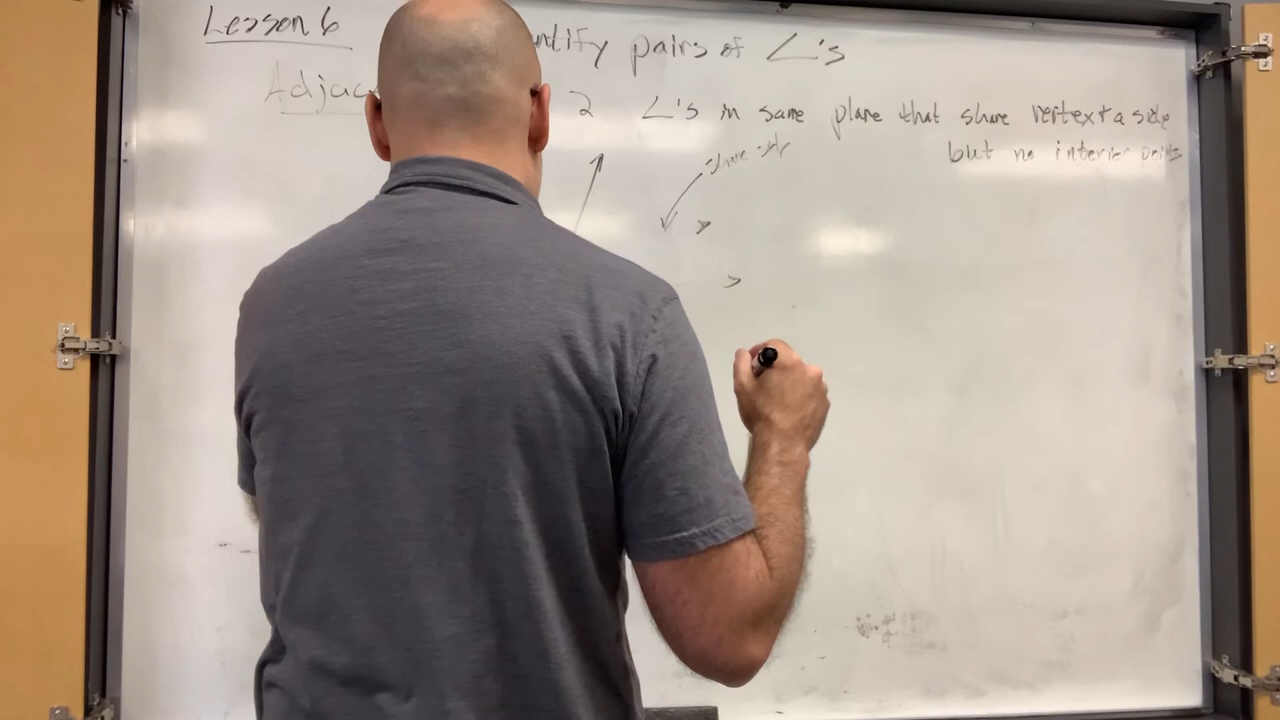 Lesson 6 ntify pairs of ∠'s
Adjac 2 ∠'s in same plane that share vertex + a side
but no interior points
share side